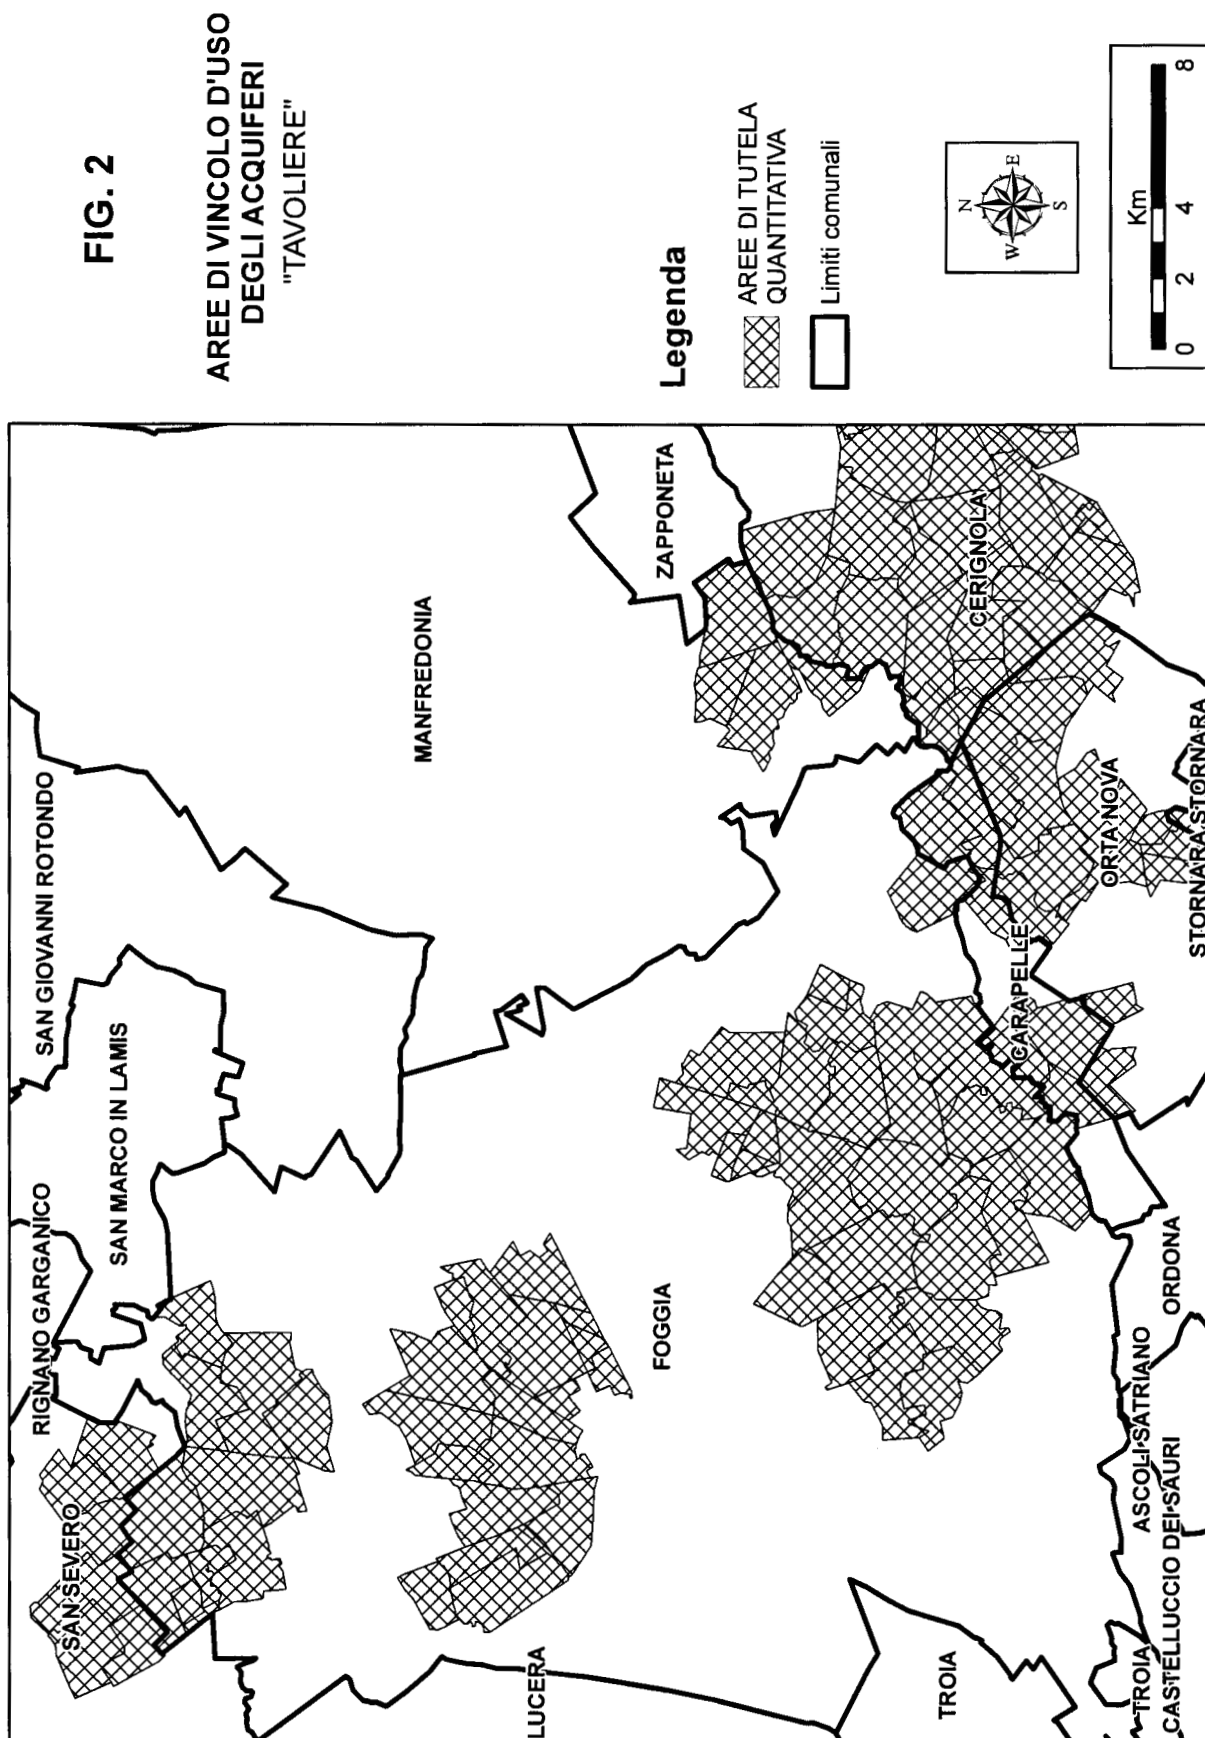 FIG. 2
AREE DI VINCOLO D'USO
DEGLI ACQUIFERI
"TAVOLIERE"
Legenda
AREE DI TUTELA
QUANTITATIVA
Limiti comunali
N
W
E
S
Km
0
2
4
8
RIGNANO GARGANICO
SAN GIOVANNI ROTONDO
SAN SEVERO
SAN MARCO IN LAMIS
MANFREDONIA
LUCERA
FOGGIA
ZAPPONETA
TROIA
CERIGNOLA
CARAPELLE
ORTA NOVA
TROIA
ASCOLI SATRIANO
CASTELLUCCIO DEI SAURI
ORDONA
STORNARA STORNARA